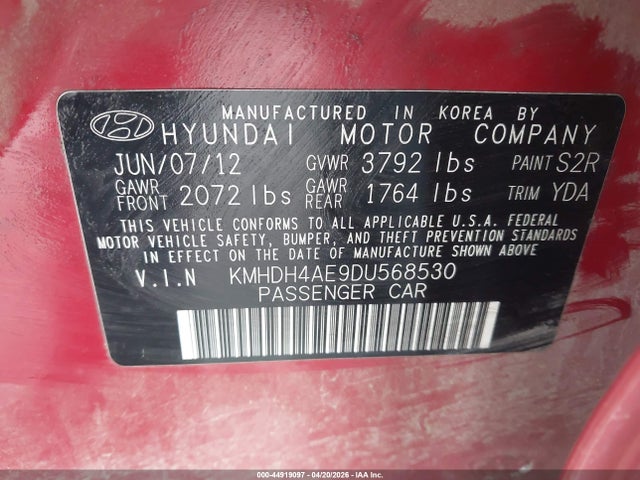 MANUFACTURED IN KOREA BY
HYUNDAI MOTOR COMPANY
JUN/07/12 GVWR 3792 lbs PAINT S2R
GAWR FRONT 2072 lbs GAWR REAR 1764 lbs TRIM YDA
THIS VEHICLE CONFORMS TO ALL APPLICABLE U.S.A. FEDERAL
MOTOR VEHICLE SAFETY, BUMPER, AND THEFT PREVENTION STANDARDS
IN EFFECT ON THE DATE OF MANUFACTURE SHOWN ABOVE
V.I.N KMHDH4AE9DU568530
PASSENGER CAR
000-44919097 - 04/20/2026 - IAAI.com